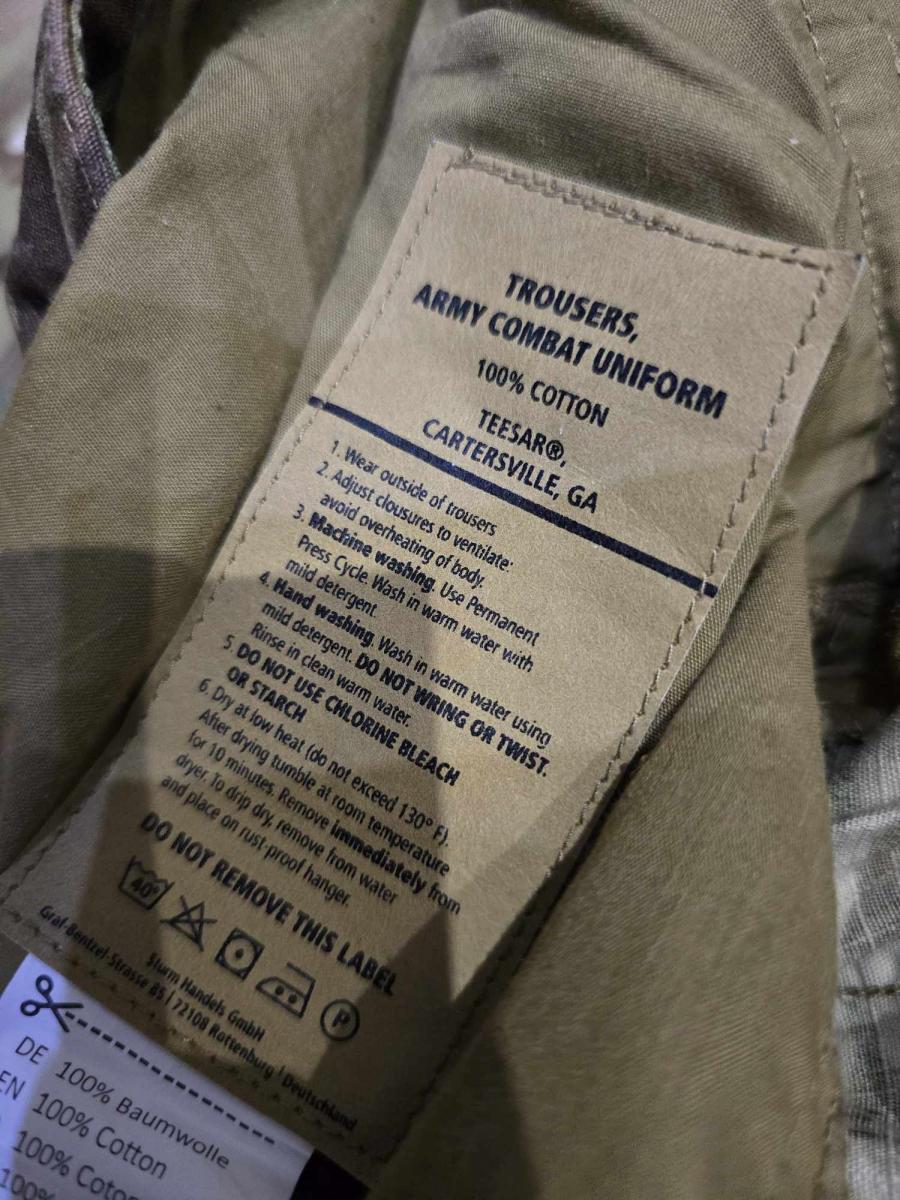 TROUSERS,
ARMY COMBAT UNIFORM
100% COTTON
TEESAR®,
CARTERSVILLE, GA
1. Wear outside of trousers
2. Adjust clousures to ventilate:
avoid overheating of body.
3. Machine washing. Use Permanent
Press Cycle. Wash in warm water with
mild detergent
4. Hand washing. Wash in warm water using
mild detergent. DO NOT WRING OR TWIST.
Rinse in clean warm water.
5. DO NOT USE CHLORINE BLEACH
OR STARCH
6. Dry at low heat (do not exceed 130° F).
After drying tumble at room temperature
for 10 minutes. Remove immediately from
dryer. To drip dry, remove from water
and place on rust proof hanger.
DO NOT REMOVE THIS LABEL
40°
P
Sturm Handels GmbH
Graf-Bentzel-Strasse 85 | 72108 Rottenburg | Deutschland
DE 100% Baumwolle
EN 100% Cotton
100%
100%